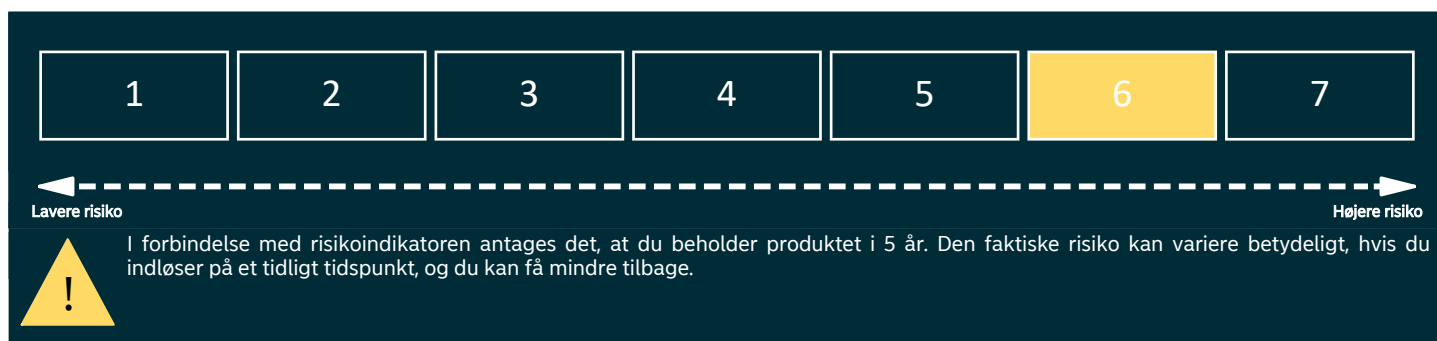 1 2 3 4 5 6 7
Lavere risiko Højere risiko
I forbindelse med risikoindikatoren antages det, at du beholder produktet i 5 år. Den faktiske risiko kan variere betydeligt, hvis du
indløser på et tidligt tidspunkt, og du kan få mindre tilbage.
!